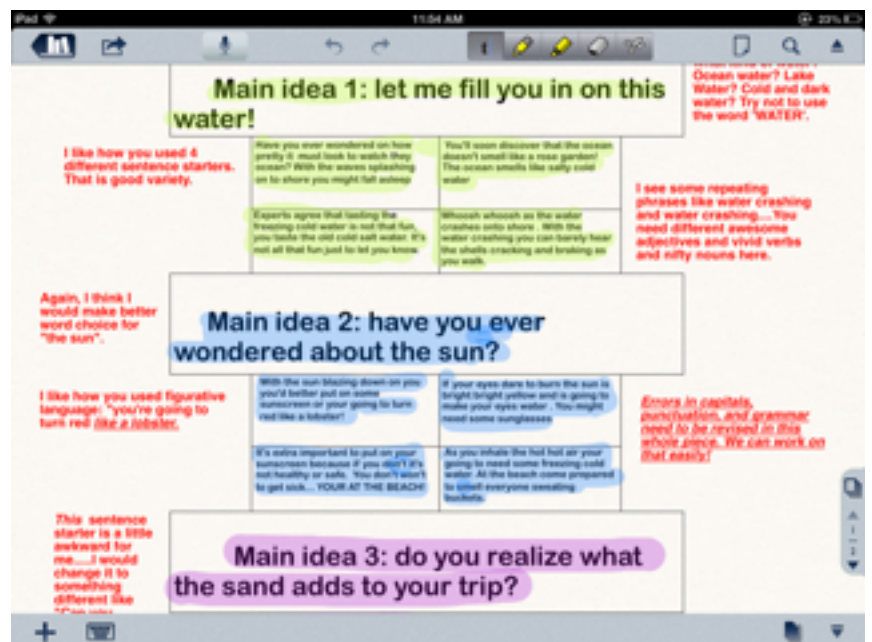 iPad
11:54 AM
23%
what kind of water?
Ocean water? Lake
Water? Cold and dark
water? Try not to use
the word "WATER".
Main idea 1: let me fill you in on this
water!
I like how you used 4
different sentence starters.
That is good variety.
Have you ever wondered on how
pretty it must look to watch they
ocean? With the waves splashing
on to shore you might fall asleep
You'll soon discover that the ocean
doesn't smell like a rose garden!
The ocean smells like salty cold
water
I see some repeating
phrases like water crashing
and water crashing....You
need different awesome
adjectives and vivid verbs
and nifty nouns here.
Experts agree that tasting the
freezing cold water is not that fun,
you taste the old cold salt water. It's
not all that fun just to let you know.
Whoosh whoosh as the water
crashes onto shore . With the
water crashing you can barely hear
the shells cracking and braking as
you walk.
Again, I think I
would make better
word choice for
"the sun".
Main idea 2: have you ever
wondered about the sun?
I like how you used figurative
language: "you're going to
turn red like a lobster.
With the sun blazing down on you
you'd better put on some
sunscreen or your going to turn
red like a lobster!
If your eyes dare to burn the sun is
bright bright yellow and is going to
make your eyes water . You might
need some sunglasses
Errors in capitals,
punctuation, and grammar
need to be revised in this
whole piece. We can work on
that easily!
It's extra important to put on your
sunscreen because if you don't it's
not healthy or safe. You don't won't
to get sick... YOUR AT THE BEACH!
As you inhale the hot hot air your
going to need some freezing cold
water. At the beach come prepared
to smell everyone sweating
buckets.
This sentence
starter is a little
awkward for
me....I would
change it to
something
different like
"Can you
Main idea 3: do you realize what
the sand adds to your trip?
1
2